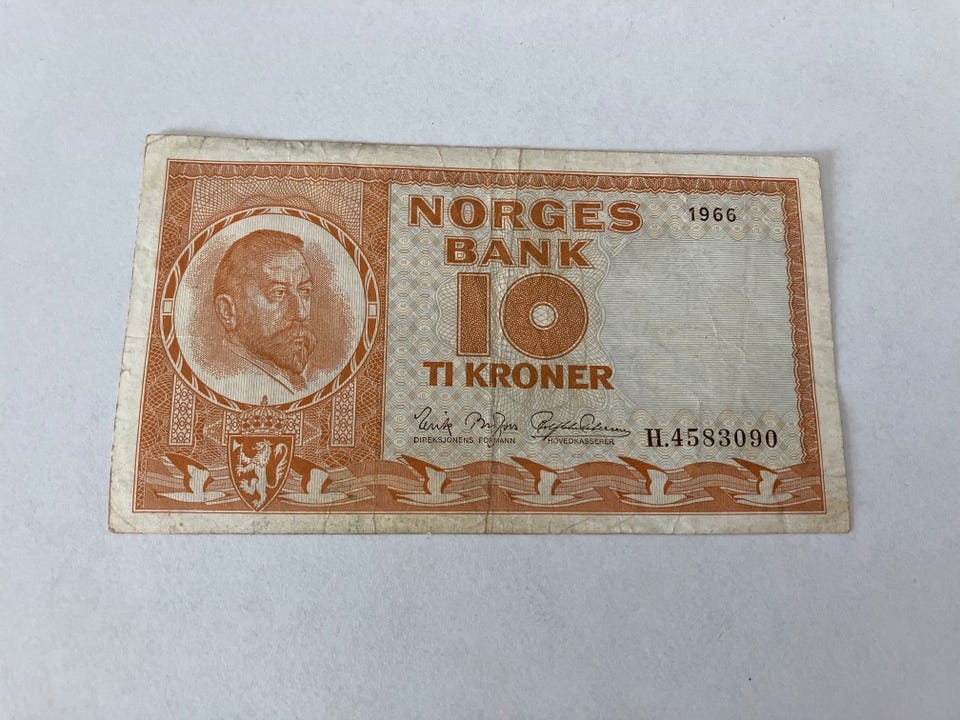 NORGES 1966
BANK
10
TI KRONER
DIREKSJONENS FORMANN HOVEDKASSERER
H.4583090